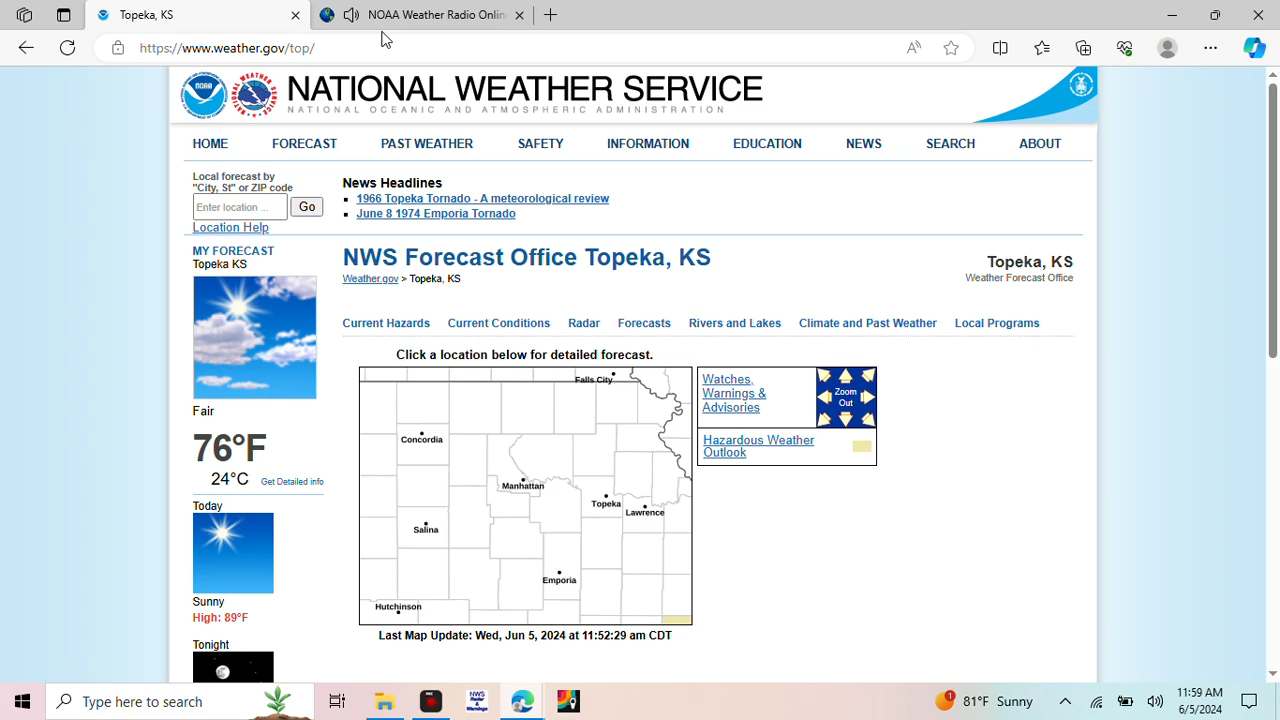 Topeka, KS
NOAA Weather Radio Onlin
https://www.weather.gov/top/
NATIONAL WEATHER SERVICE
NATIONAL OCEANIC AND ATMOSPHERIC ADMINISTRATION
HOME FORECAST PAST WEATHER SAFETY INFORMATION EDUCATION NEWS SEARCH ABOUT
Local forecast by
"City, St" or ZIP code
Enter location ...
Go
Location Help
News Headlines
1966 Topeka Tornado - A meteorological review
June 8 1974 Emporia Tornado
MY FORECAST
Topeka KS
Fair
76°F
24°C
Get Detailed info
Today
Sunny
High: 89°F
Tonight
NWS Forecast Office Topeka, KS
Weather.gov > Topeka, KS
Topeka, KS
Weather Forecast Office
Current Hazards Current Conditions Radar Forecasts Rivers and Lakes Climate and Past Weather Local Programs
Click a location below for detailed forecast.
Falls City
Concordia
Manhattan
Topeka
Lawrence
Salina
Emporia
Hutchinson
Last Map Update: Wed, Jun 5, 2024 at 11:52:29 am CDT
Watches,
Warnings &
Advisories
Zoom
Out
Hazardous Weather
Outlook
Type here to search
NWS
Radar
&
Warnings
1
81°F Sunny
11:59 AM
6/5/2024